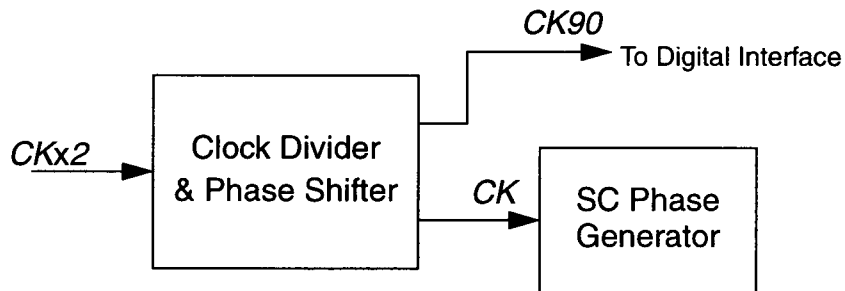 CK90
To Digital Interface
CKx2
Clock Divider
& Phase Shifter
CK
SC Phase
Generator